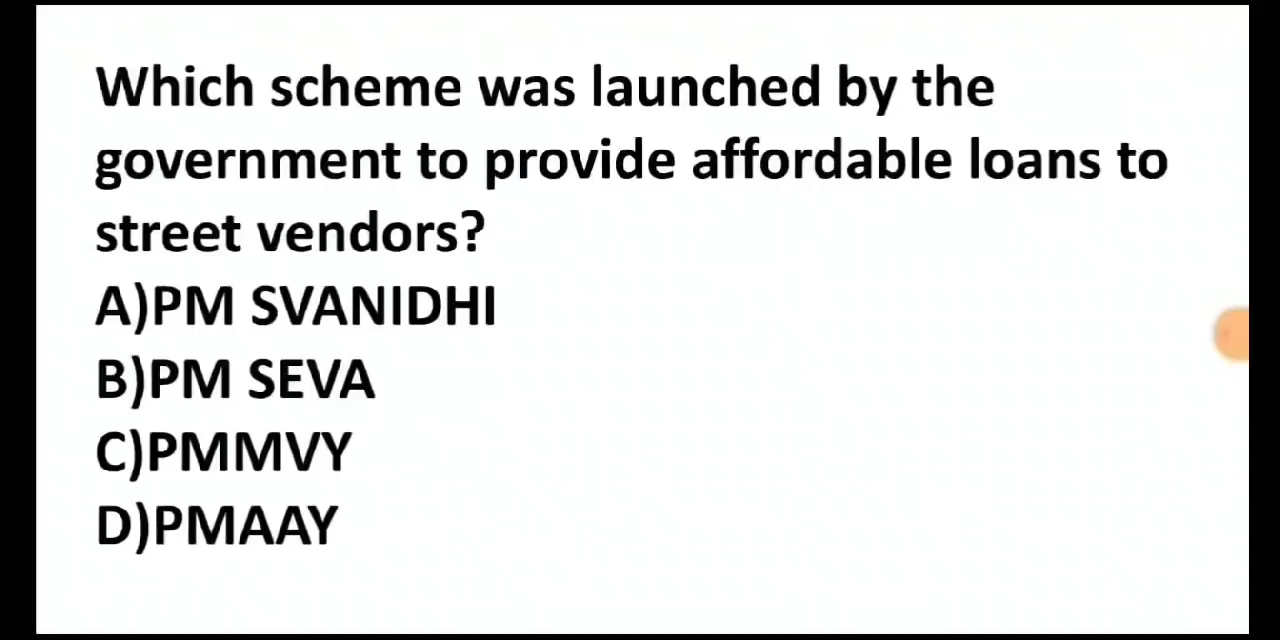 Which scheme was launched by the
government to provide affordable loans to
street vendors?
A)PM SVANIDHI
B)PM SEVA
C)PMMVY
D)PMAAY